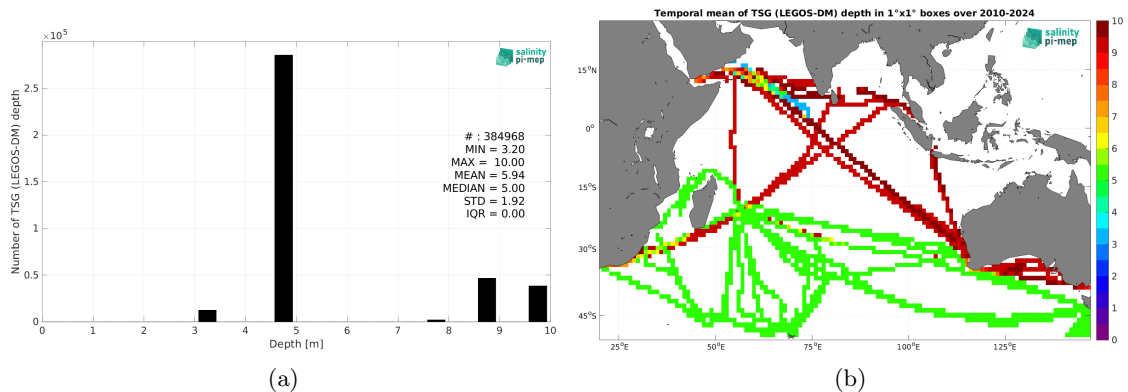 ×10⁵
2.5
2
1.5
1
0.5
0
0 1 2 3 4 5 6 7 8 9 10
Number of TSG (LEGOS-DM) depth
Depth [m]
salinity
pi-mep
# : 384968
MIN = 3.20
MAX = 10.00
MEAN = 5.94
MEDIAN = 5.00
STD = 1.92
IQR = 0.00
(a)
Temporal mean of TSG (LEGOS-DM) depth in 1°x1° boxes over 2010-2024
salinity
pi-mep
15°N
0°
15°S
30°S
45°S
25°E 50°E 75°E 100°E 125°E
10
9
8
7
6
5
4
3
2
1
0
(b)